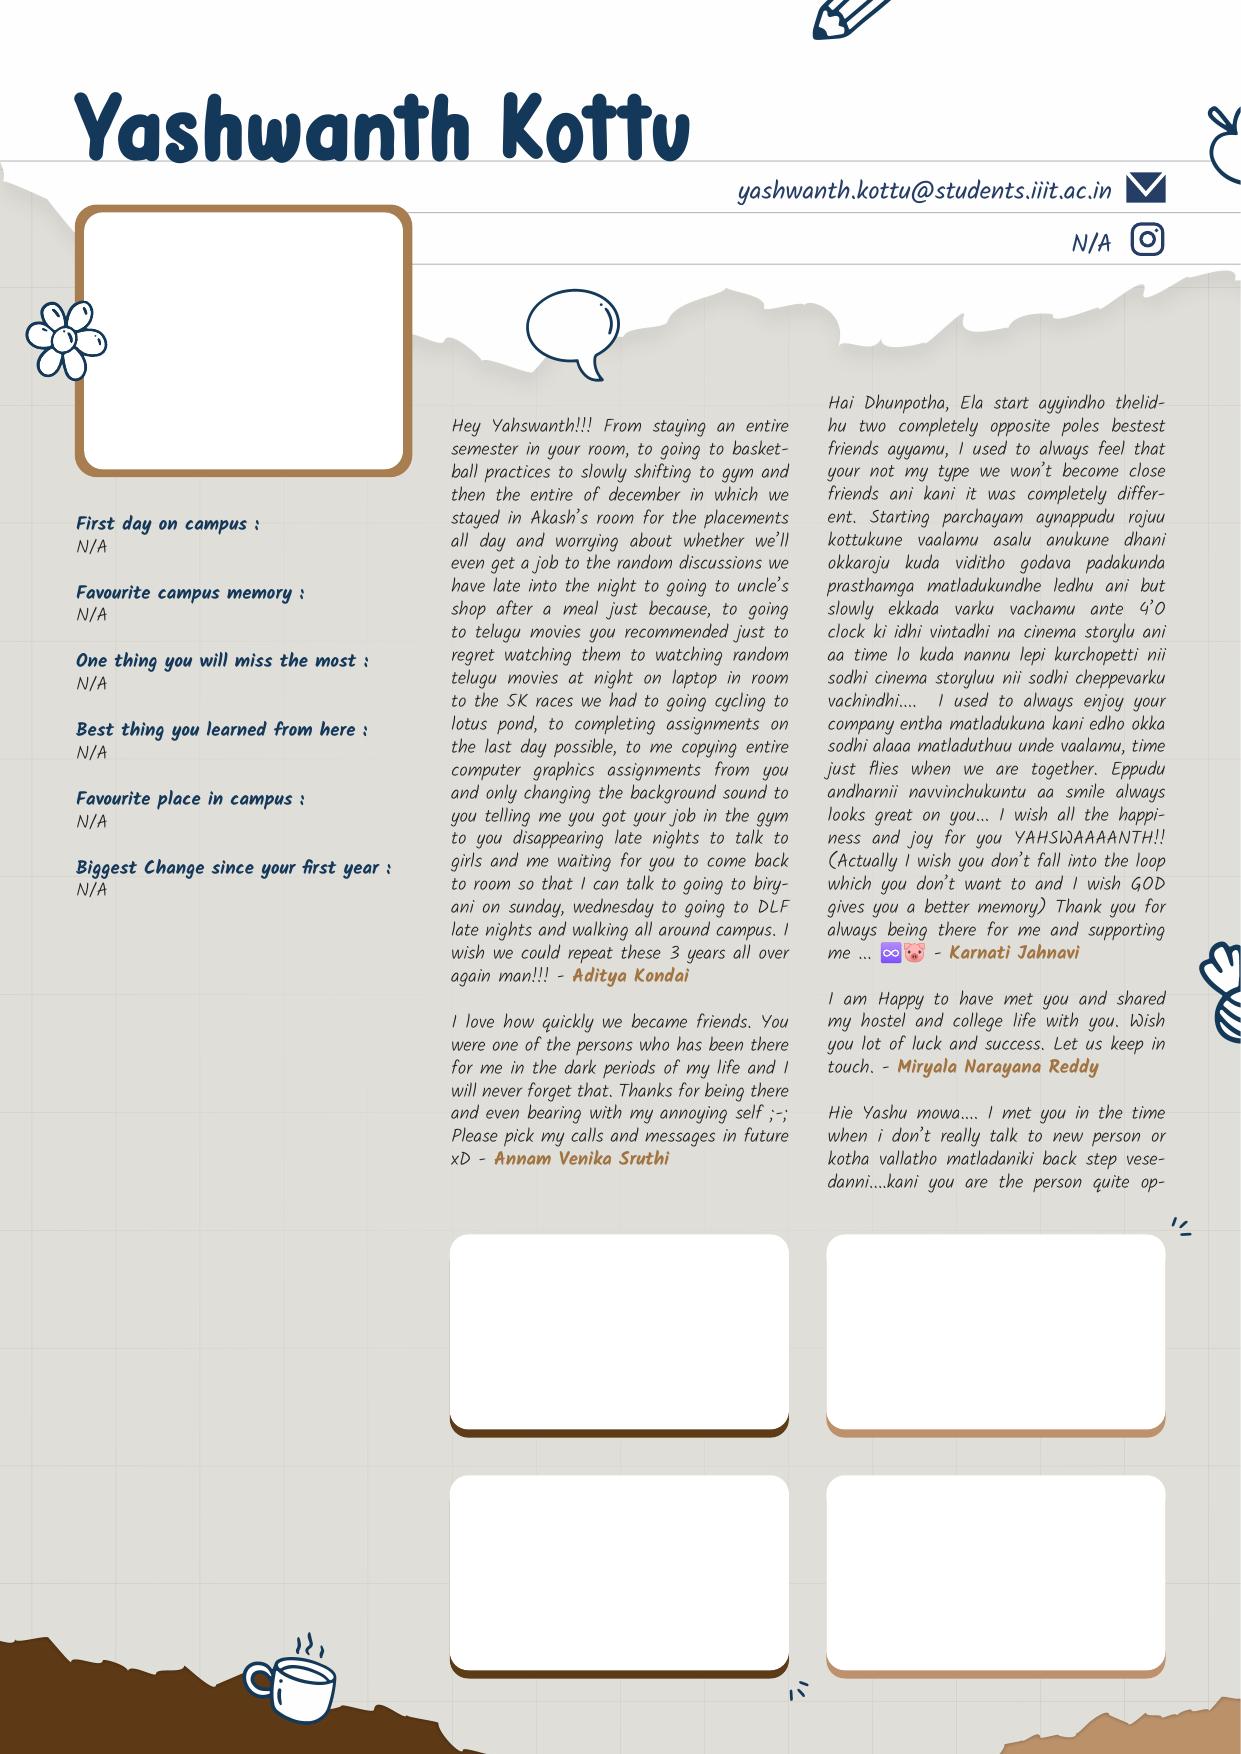 Yashwanth Kottu
yashwanth.kottu@students.iiit.ac.in
N/A
First day on campus :
N/A
Favourite campus memory :
N/A
One thing you will miss the most :
N/A
Best thing you learned from here :
N/A
Favourite place in campus :
N/A
Biggest Change since your first year :
N/A
Hey Yahswanth!!! From staying an entire
semester in your room, to going to basket-
ball practices to slowly shifting to gym and
then the entire of december in which we
stayed in Akash's room for the placements
all day and worrying about whether we'll
even get a job to the random discussions we
have late into the night to going to uncle's
shop after a meal just because, to going
to telugu movies you recommended just to
regret watching them to watching random
telugu movies at night on laptop in room
to the 5K races we had to going cycling to
lotus pond, to completing assignments on
the last day possible, to me copying entire
computer graphics assignments from you
and only changing the background sound to
you telling me you got your job in the gym
to you disappearing late nights to talk to
girls and me waiting for you to come back
to room so that I can talk to going to biry-
ani on sunday, wednesday to going to DLF
late nights and walking all around campus. I
wish we could repeat these 3 years all over
again man!!! - Aditya Kondai
I love how quickly we became friends. You
were one of the persons who has been there
for me in the dark periods of my life and I
will never forget that. Thanks for being there
and even bearing with my annoying self ;-;
Please pick my calls and messages in future
xD - Annam Venika Sruthi
Hai Dhunpotha, Ela start ayyindho thelid-
hu two completely opposite poles bestest
friends ayyamu, I used to always feel that
your not my type we won't become close
friends ani kani it was completely differ-
ent. Starting parchayam aynappudu rojuu
kottukune vaalamu asalu anukune dhani
okkaroju kuda viditho godava padakunda
prasthamga matladukundhe ledhu ani but
slowly ekkada varku vachamu ante 4'O
clock ki idhi vintadhi na cinema storylu ani
aa time lo kuda nannu lepi kurchopetti nii
sodhi cinema storyluu nii sodhi cheppevarku
vachindhi.... I used to always enjoy your
company entha matladukuna kani edho okka
sodhi alaaa matladuthuu unde vaalamu, time
just flies when we are together. Eppudu
andharnii navvinchukuntu aa smile always
looks great on you... I wish all the happi-
ness and joy for you YAHSWAAAANTH!!
(Actually I wish you don't fall into the loop
which you don't want to and I wish GOD
gives you a better memory) Thank you for
always being there for me and supporting
me ... ♾️🐷 - Karnati Jahnavi
I am Happy to have met you and shared
my hostel and college life with you. Wish
you lot of luck and success. Let us keep in
touch. - Miryala Narayana Reddy
Hie Yashu mowa.... I met you in the time
when i don't really talk to new person or
kotha vallatho matladaniki back step vese-
danni....kani you are the person quite op-